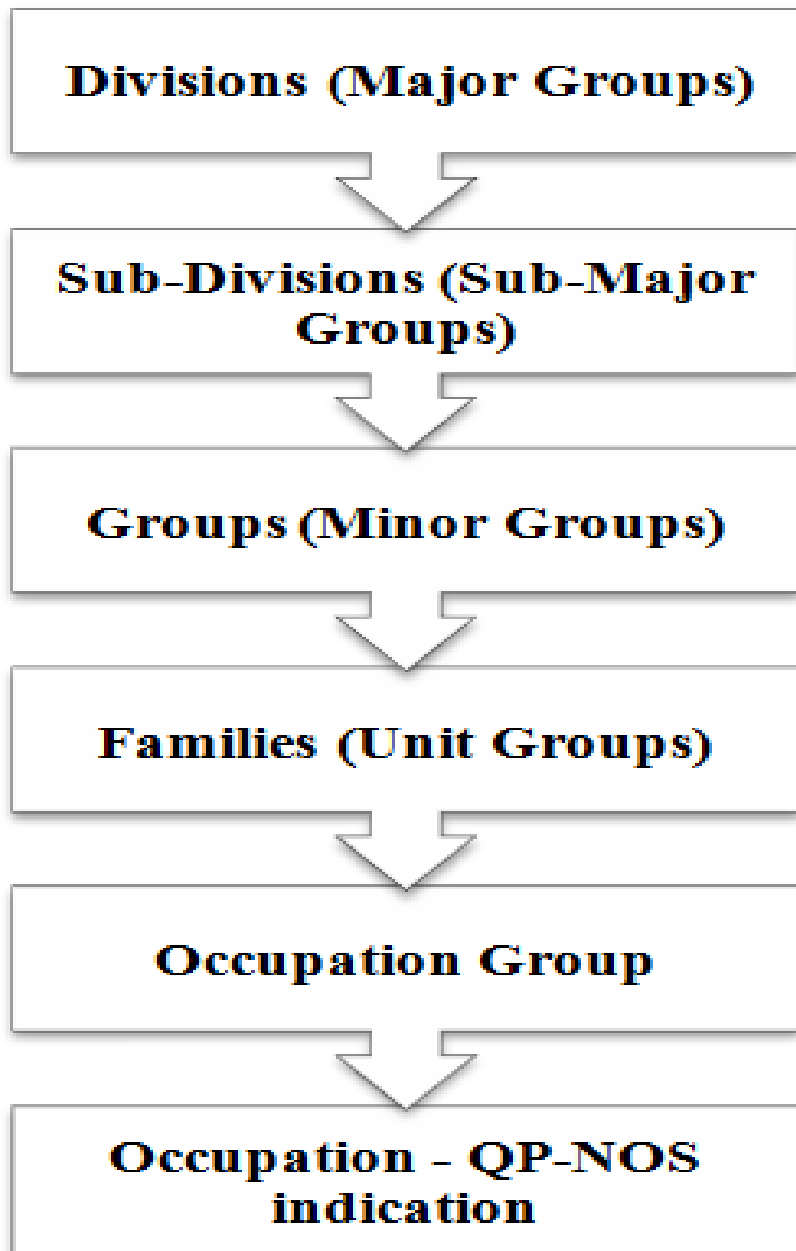 Divisions (Major Groups)
Sub-Divisions (Sub-Major
Groups)
Groups (Minor Groups)
Families (Unit Groups)
Occupation Group
Occupation - QP-NOS
indication